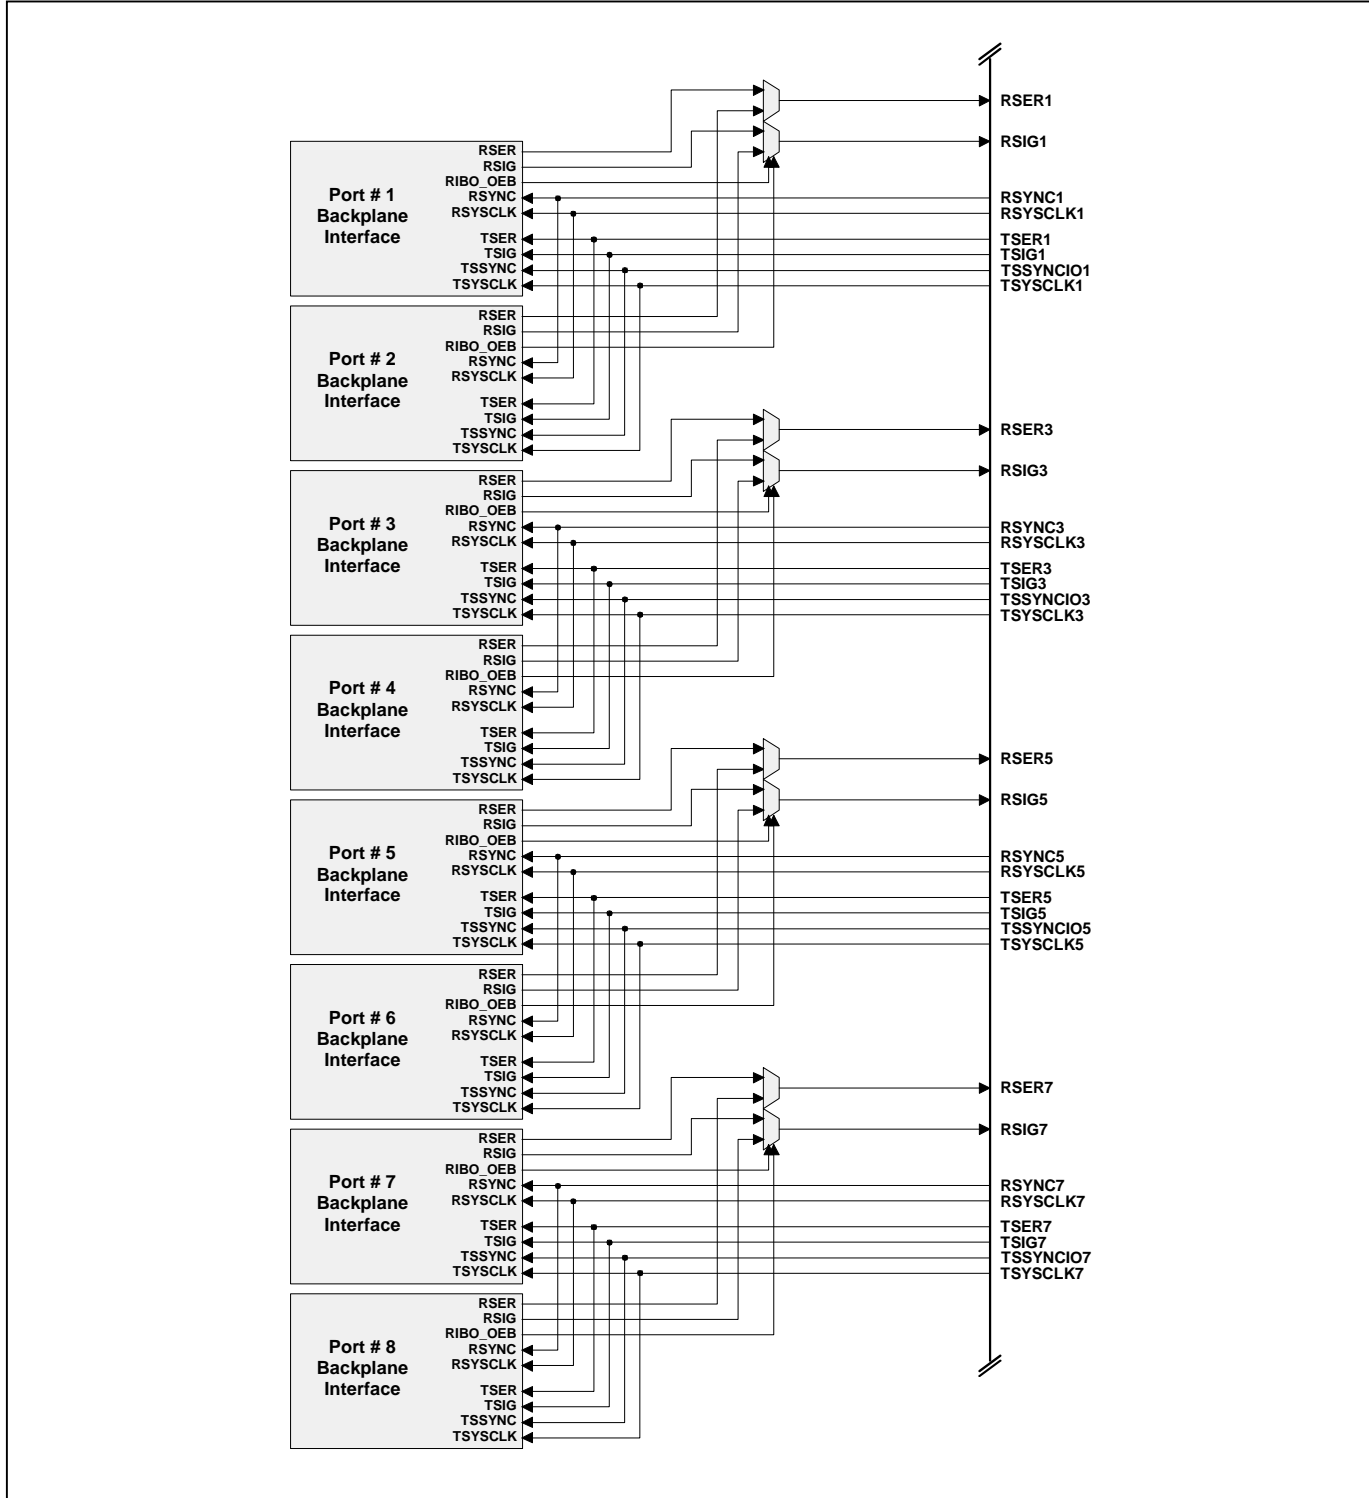 RSER1
RSIG1
RSER
RSIG
RIBO_OEB
RSYNC
RSYSCLK
TSER
TSIG
TSSYNC
TSYSCLK
Port # 1
Backplane
Interface
RSYNC1
RSYSCLK1
TSER1
TSIG1
TSSYNCIO1
TSYSCLK1
RSER
RSIG
RIBO_OEB
RSYNC
RSYSCLK
TSER
TSIG
TSSYNC
TSYSCLK
Port # 2
Backplane
Interface
RSER3
RSIG3
RSER
RSIG
RIBO_OEB
RSYNC
RSYSCLK
TSER
TSIG
TSSYNC
TSYSCLK
Port # 3
Backplane
Interface
RSYNC3
RSYSCLK3
TSER3
TSIG3
TSSYNCIO3
TSYSCLK3
RSER
RSIG
RIBO_OEB
RSYNC
RSYSCLK
TSER
TSIG
TSSYNC
TSYSCLK
Port # 4
Backplane
Interface
RSER5
RSIG5
RSER
RSIG
RIBO_OEB
RSYNC
RSYSCLK
TSER
TSIG
TSSYNC
TSYSCLK
Port # 5
Backplane
Interface
RSYNC5
RSYSCLK5
TSER5
TSIG5
TSSYNCIO5
TSYSCLK5
RSER
RSIG
RIBO_OEB
RSYNC
RSYSCLK
TSER
TSIG
TSSYNC
TSYSCLK
Port # 6
Backplane
Interface
RSER7
RSIG7
RSER
RSIG
RIBO_OEB
RSYNC
RSYSCLK
TSER
TSIG
TSSYNC
TSYSCLK
Port # 7
Backplane
Interface
RSYNC7
RSYSCLK7
TSER7
TSIG7
TSSYNCIO7
TSYSCLK7
RSER
RSIG
RIBO_OEB
RSYNC
RSYSCLK
TSER
TSIG
TSSYNC
TSYSCLK
Port # 8
Backplane
Interface